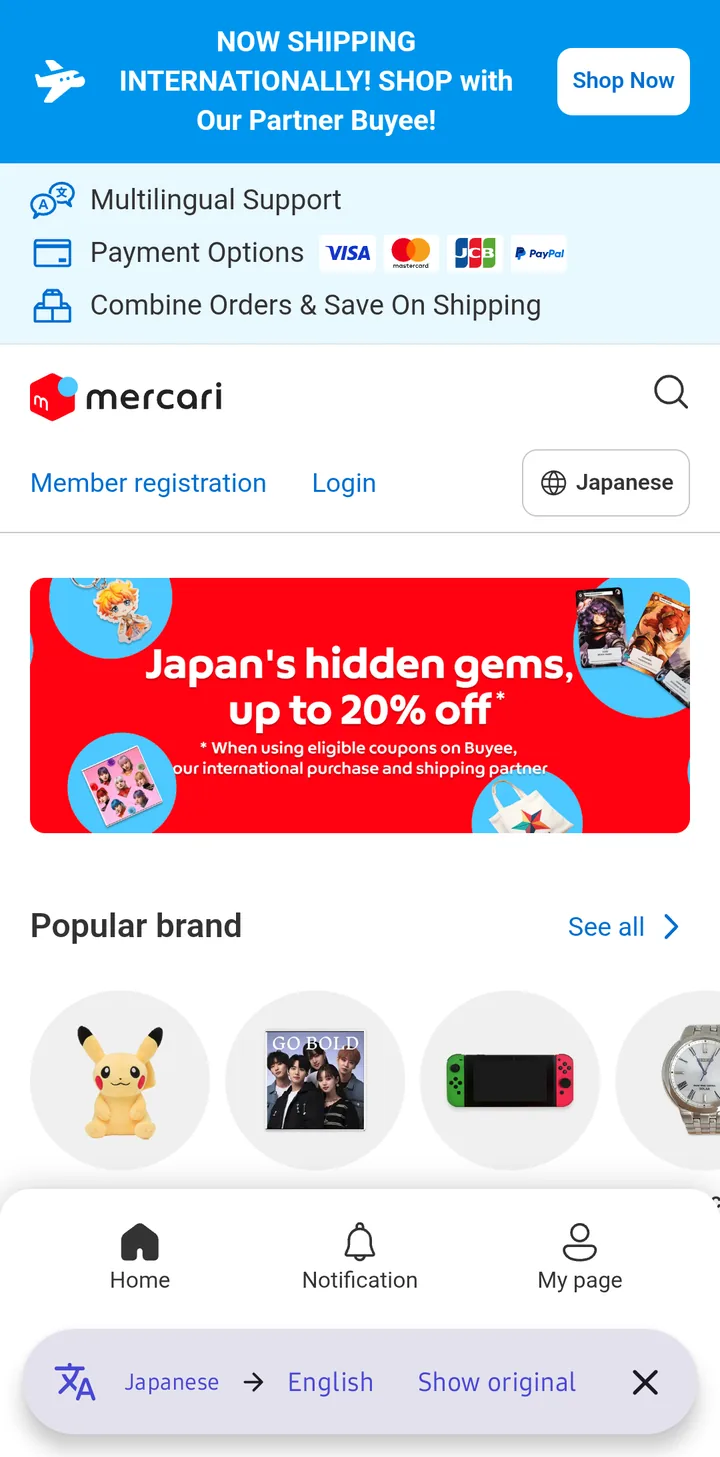 NOW SHIPPING
INTERNATIONALLY! SHOP with
Our Partner Buyee!
Shop Now
Multilingual Support
Payment Options VISA mastercard JCB PayPal
Combine Orders & Save On Shipping
mercari
Member registration Login Japanese
Japan's hidden gems,
up to 20% off*
* When using eligible coupons on Buyee,
our international purchase and shipping partner
Popular brand See all
GO BOLD
Home Notification My page
Japanese → English Show original